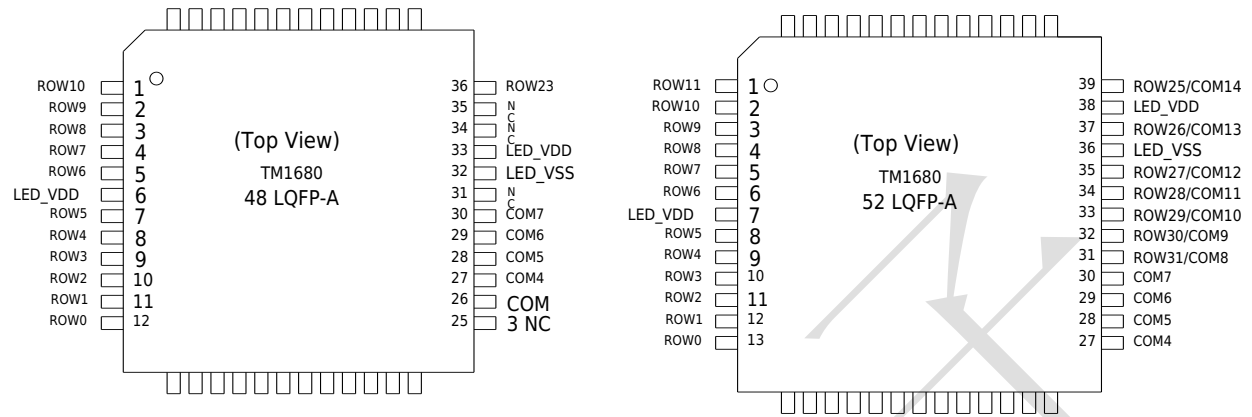 ROW10 1
ROW9 2
ROW8 3
ROW7 4
ROW6 5
LED_VDD 6
ROW5 7
ROW4 8
ROW3 9
ROW2 10
ROW1 11
ROW0 12
(Top View)
TM1680
48 LQFP-A
36 ROW23
35 N
C
34 N
C
33 LED_VDD
32 LED_VSS
31 N
C
30 COM7
29 COM6
28 COM5
27 COM4
26 COM
25 3 NC
ROW11 1
ROW10 2
ROW9 3
ROW8 4
ROW7 5
ROW6 6
LED_VDD 7
ROW5 8
ROW4 9
ROW3 10
ROW2 11
ROW1 12
ROW0 13
(Top View)
TM1680
52 LQFP-A
39 ROW25/COM14
38 LED_VDD
37 ROW26/COM13
36 LED_VSS
35 ROW27/COM12
34 ROW28/COM11
33 ROW29/COM10
32 ROW30/COM9
31 ROW31/COM8
30 COM7
29 COM6
28 COM5
27 COM4